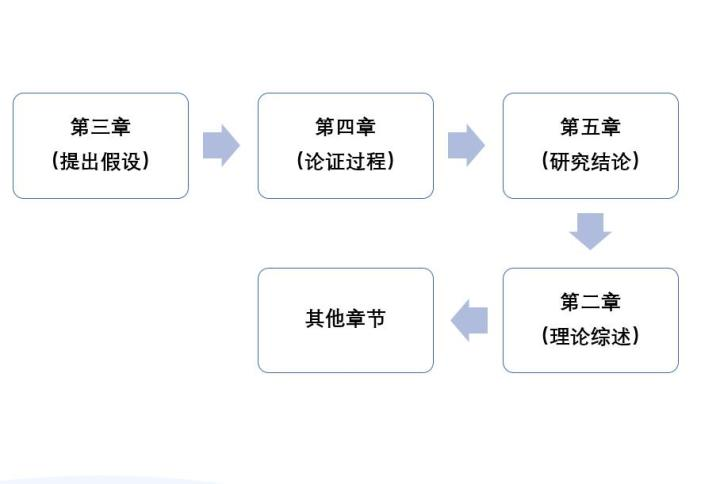 第三章
(提出假设)
第四章
(论证过程)
第五章
(研究结论)
第二章
(理论综述)
其他章节